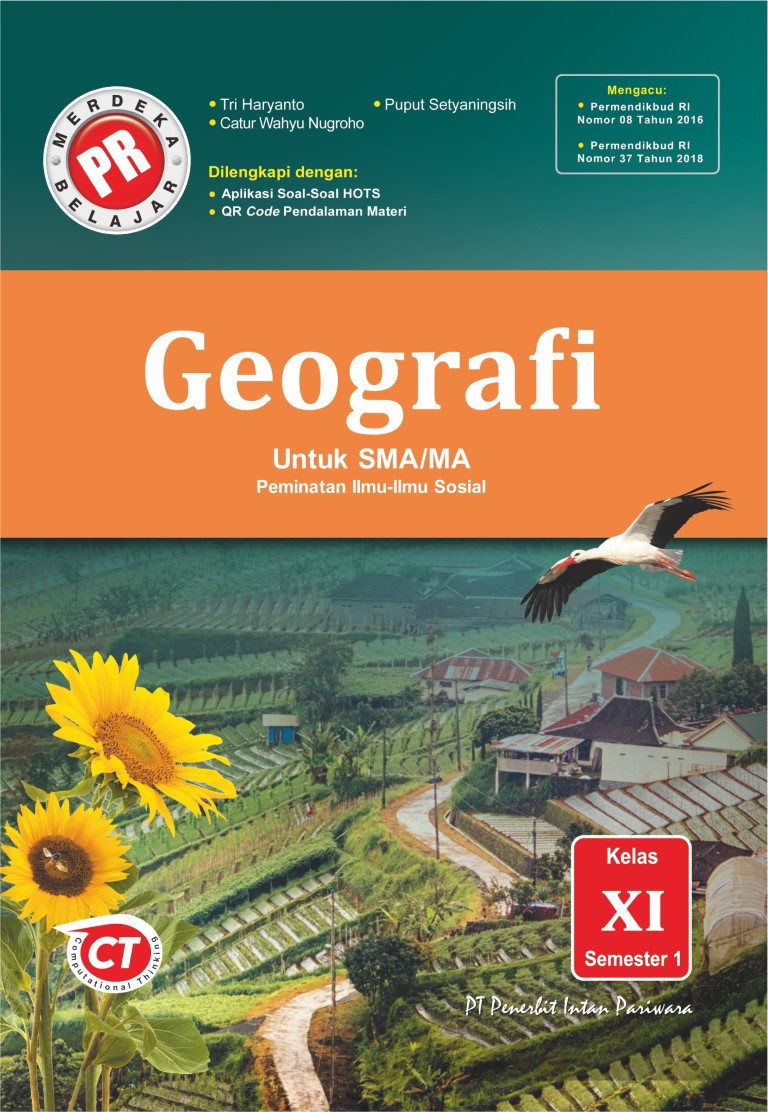 MERDEKA
PR
BELAJAR
• Tri Haryanto
• Puput Setyaningsih
• Catur Wahyu Nugroho
Dilengkapi dengan:
• Aplikasi Soal-Soal HOTS
• QR Code Pendalaman Materi
Mengacu:
• Permendikbud RI
Nomor 08 Tahun 2016
• Permendikbud RI
Nomor 37 Tahun 2018
Geografi
Untuk SMA/MA
Peminatan Ilmu-Ilmu Sosial
Kelas
XI
Semester 1
CT
Computational Thinking
PT Penerbit Intan Pariwara